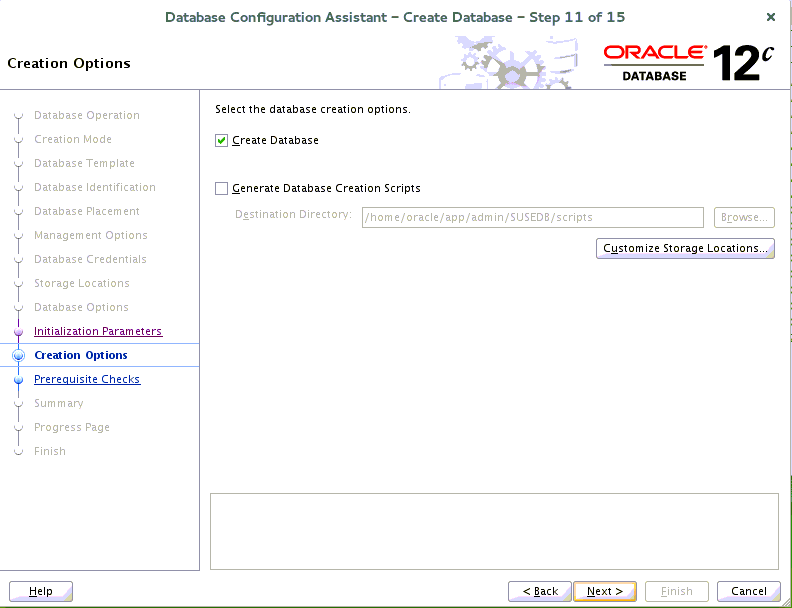 Database Configuration Assistant – Create Database – Step 11 of 15
Creation Options
ORACLE
DATABASE
12c
Database Operation
Creation Mode
Database Template
Database Identification
Database Placement
Management Options
Database Credentials
Storage Locations
Database Options
Initialization Parameters
Creation Options
Prerequisite Checks
Summary
Progress Page
Finish
Select the database creation options.
Create Database
Generate Database Creation Scripts
Destination Directory: /home/oracle/app/admin/SUSEDB/scripts Browse...
Customize Storage Locations...
Help < Back Next > Finish Cancel